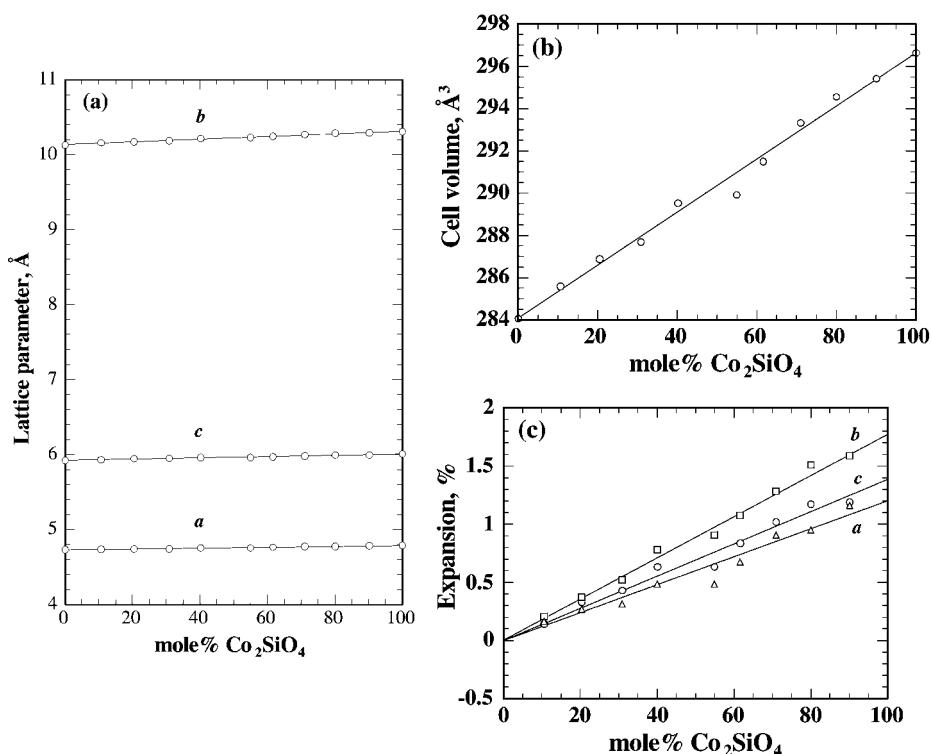 (a)
11
10
9
8
7
6
5
4
b
c
a
Lattice parameter, Å
0 20 40 60 80 100
mole% Co₂SiO₄
(b)
298
296
294
292
290
288
286
284
Cell volume, Å³
0 20 40 60 80 100
mole% Co₂SiO₄
(c)
2
1.5
1
0.5
0
-0.5
b
c
a
Expansion, %
0 20 40 60 80 100
mole% Co₂SiO₄